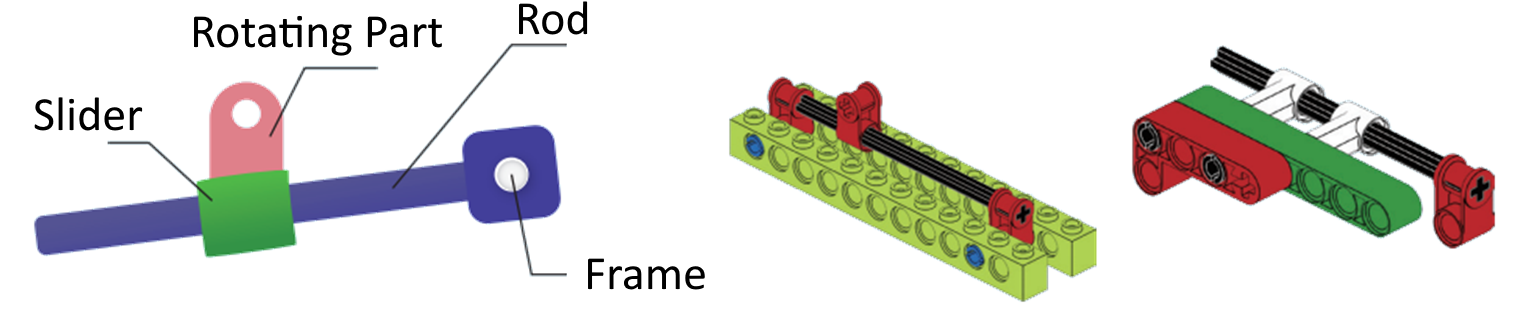 Rotating Part
Rod
Slider
Frame